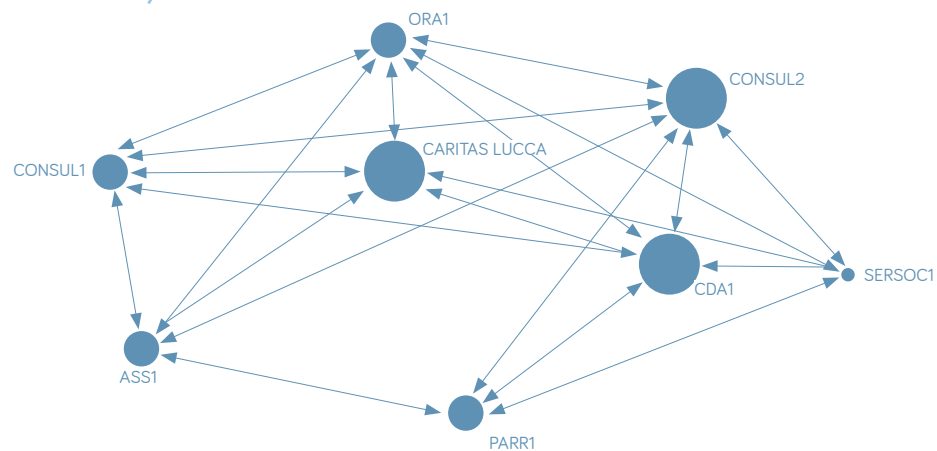 ORA1
CONSUL2
CARITAS LUCCA
CONSUL1
SERSOC1
CDA1
ASS1
PARR1